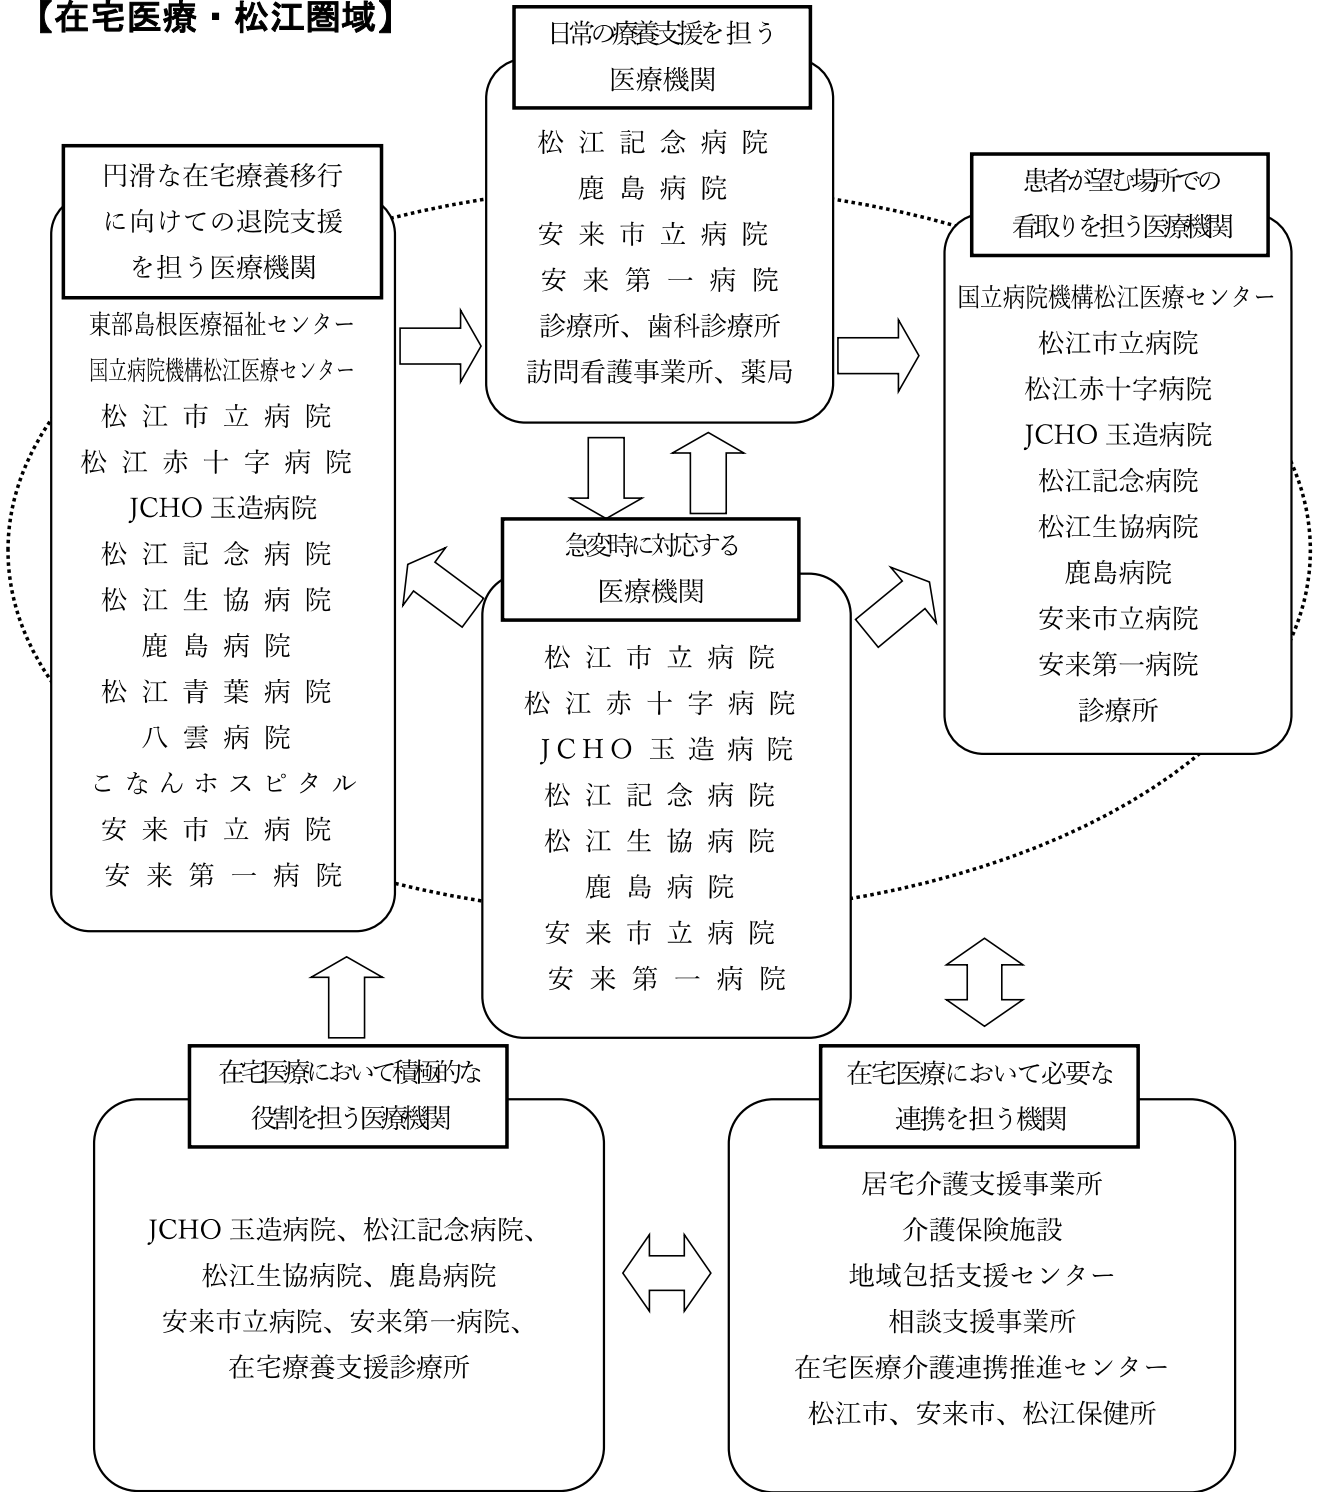 【在宅医療・松江圏域】
日常の療養支援を担う
医療機関
松江記念病院
鹿島病院
安来市立病院
安来第一病院
診療所、歯科診療所
訪問看護事業所、薬局
円滑な在宅療養移行
に向けての退院支援
を担う医療機関
東部島根医療福祉センター
国立病院機構松江医療センター
松江市立病院
松江赤十字病院
JCHO 玉造病院
松江記念病院
松江生協病院
鹿島病院
松江青葉病院
八雲病院
こなんホスピタル
安来市立病院
安来第一病院
患者が望む場所での
看取りを担う医療機関
国立病院機構松江医療センター
松江市立病院
松江赤十字病院
JCHO 玉造病院
松江記念病院
松江生協病院
鹿島病院
安来市立病院
安来第一病院
診療所
急変時に対応する
医療機関
松江市立病院
松江赤十字病院
JCHO 玉造病院
松江記念病院
松江生協病院
鹿島病院
安来市立病院
安来第一病院
在宅医療において積極的な
役割を担う医療機関
JCHO 玉造病院、松江記念病院、
松江生協病院、鹿島病院
安来市立病院、安来第一病院、
在宅療養支援診療所
在宅医療において必要な
連携を担う機関
居宅介護支援事業所
介護保険施設
地域包括支援センター
相談支援事業所
在宅医療介護連携推進センター
松江市、安来市、松江保健所